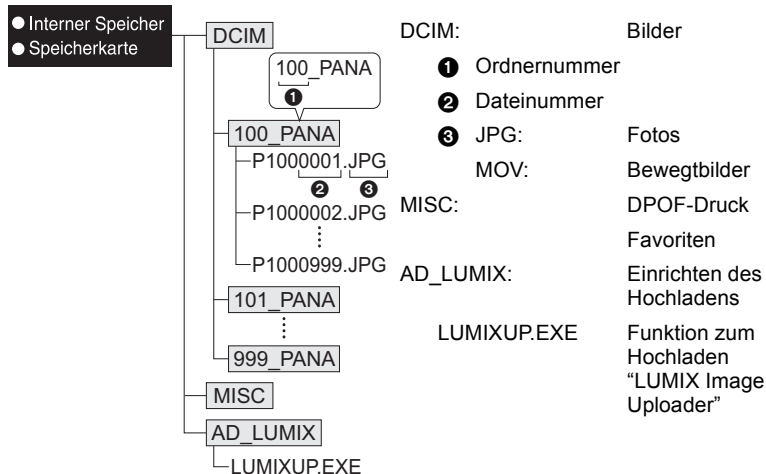 ● Interner Speicher
● Speicherkarte
DCIM
100_PANA
❶
100_PANA
P1000001.JPG
❷ ❸
P1000002.JPG
P1000999.JPG
101_PANA
999_PANA
MISC
AD_LUMIX
LUMIXUP.EXE
DCIM: Bilder
❶ Ordnernummer
❷ Dateinummer
❸ JPG: Fotos
MOV: Bewegtbilder
MISC: DPOF-Druck
Favoriten
AD_LUMIX: Einrichten des
Hochladens
LUMIXUP.EXE Funktion zum
Hochladen
“LUMIX Image
Uploader”